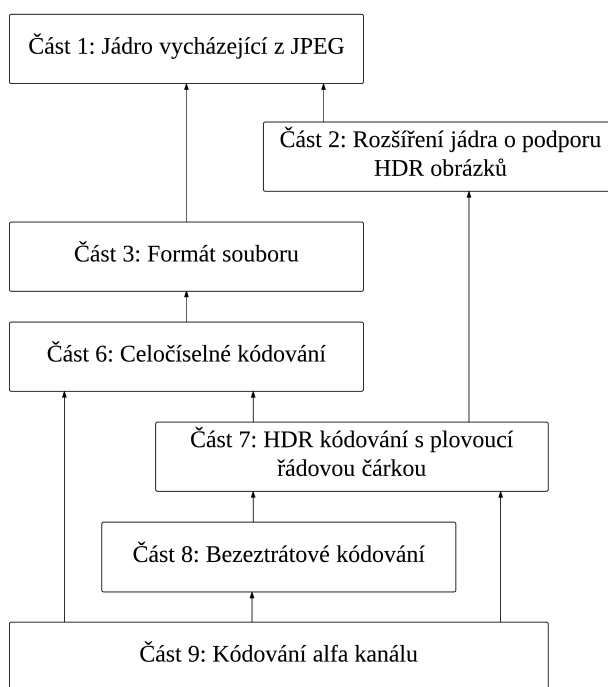 Část 1: Jádro vycházející z JPEG
Část 2: Rozšíření jádra o podporu
HDR obrázků
Část 3: Formát souboru
Část 6: Celočíselné kódování
Část 7: HDR kódování s plovoucí
řádovou čárkou
Část 8: Bezeztrátové kódování
Část 9: Kódování alfa kanálu